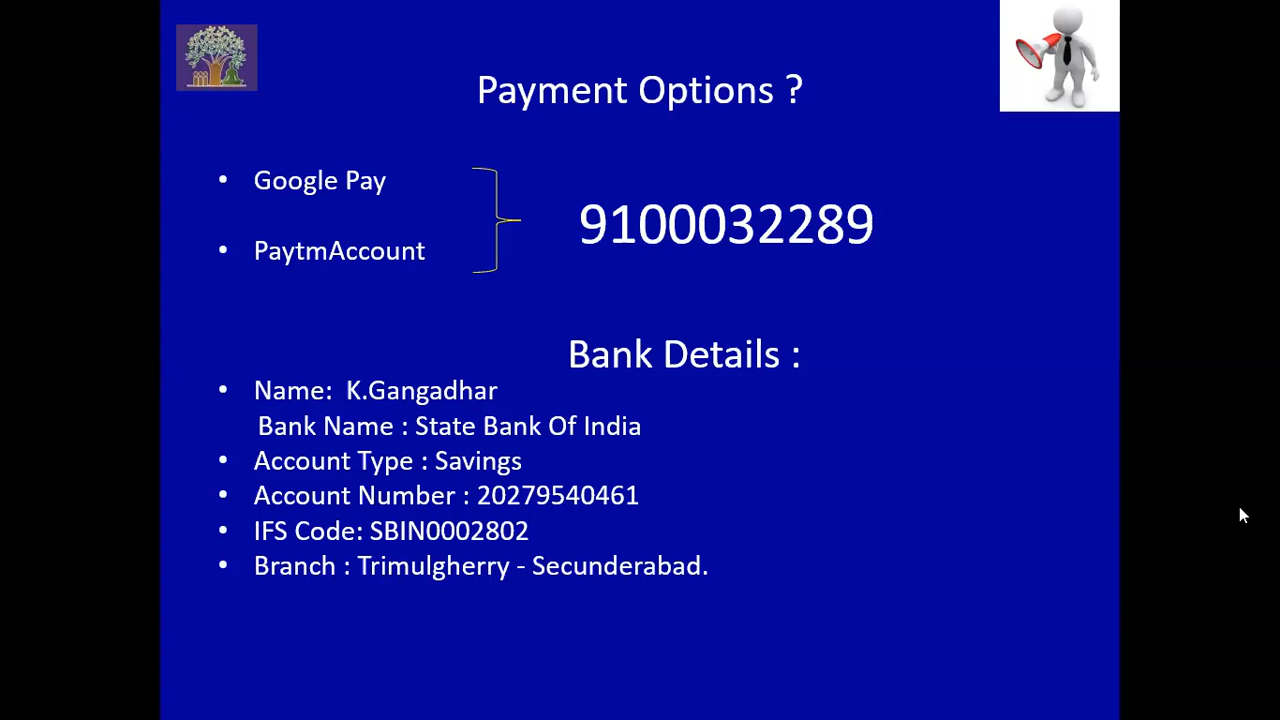 Payment Options ?
• Google Pay
• PaytmAccount
9100032289
Bank Details :
• Name:  K.Gangadhar
Bank Name : State Bank Of India
• Account Type : Savings
• Account Number : 20279540461
• IFS Code: SBIN0002802
• Branch : Trimulgherry - Secunderabad.